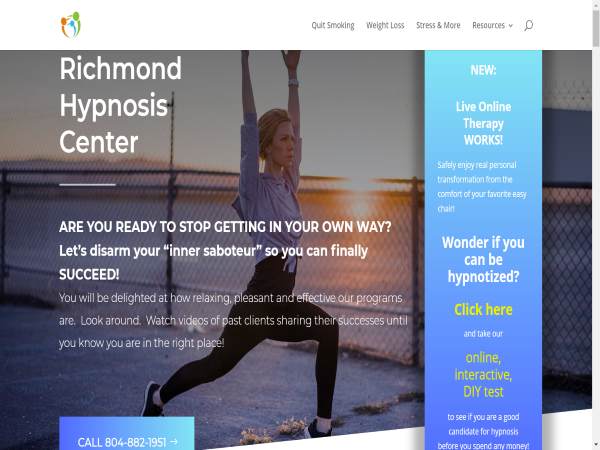 Quit Smoking
Weight Loss
Stress & More
Resources
Richmond
Hypnosis
Center
ARE YOU READY TO STOP GETTING IN YOUR OWN WAY?
Let's disarm your “inner saboteur” so you can finally
SUCCEED!
You will be delighted at how relaxing, pleasant and effective our programs
are. Look around. Watch videos of past clients sharing their successes until
you know you are in the right place!
CALL 804-882-1951
NEW:
Live Online
Therapy
WORKS!
Safely enjoy real personal
transformation from the
comfort of your favorite easy
chair!
Wonder if you
can be
hypnotized?
Click here
and take our
online,
interactive,
DIY test
to see if you are a good
candidate for hypnosis
before you spend any money!